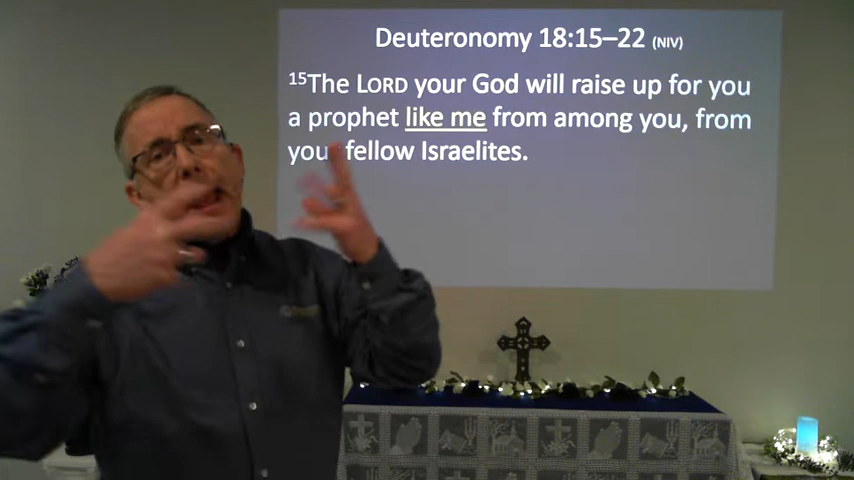 Deuteronomy 18:15–22 (NIV)
15The LORD your God will raise up for you
a prophet like me from among you, from
your fellow Israelites.